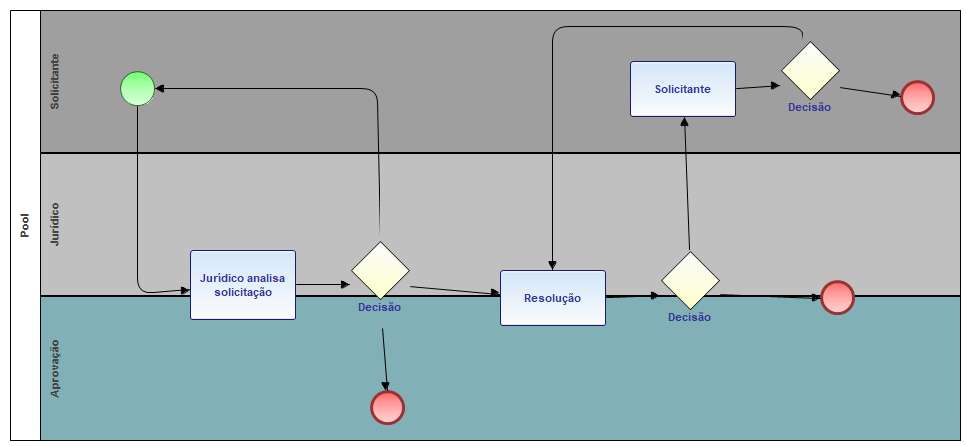 Pool
Solicitante
Solicitante
Decisão
Jurídico
Jurídico analisa
solicitação
Decisão
Resolução
Decisão
Aprovação